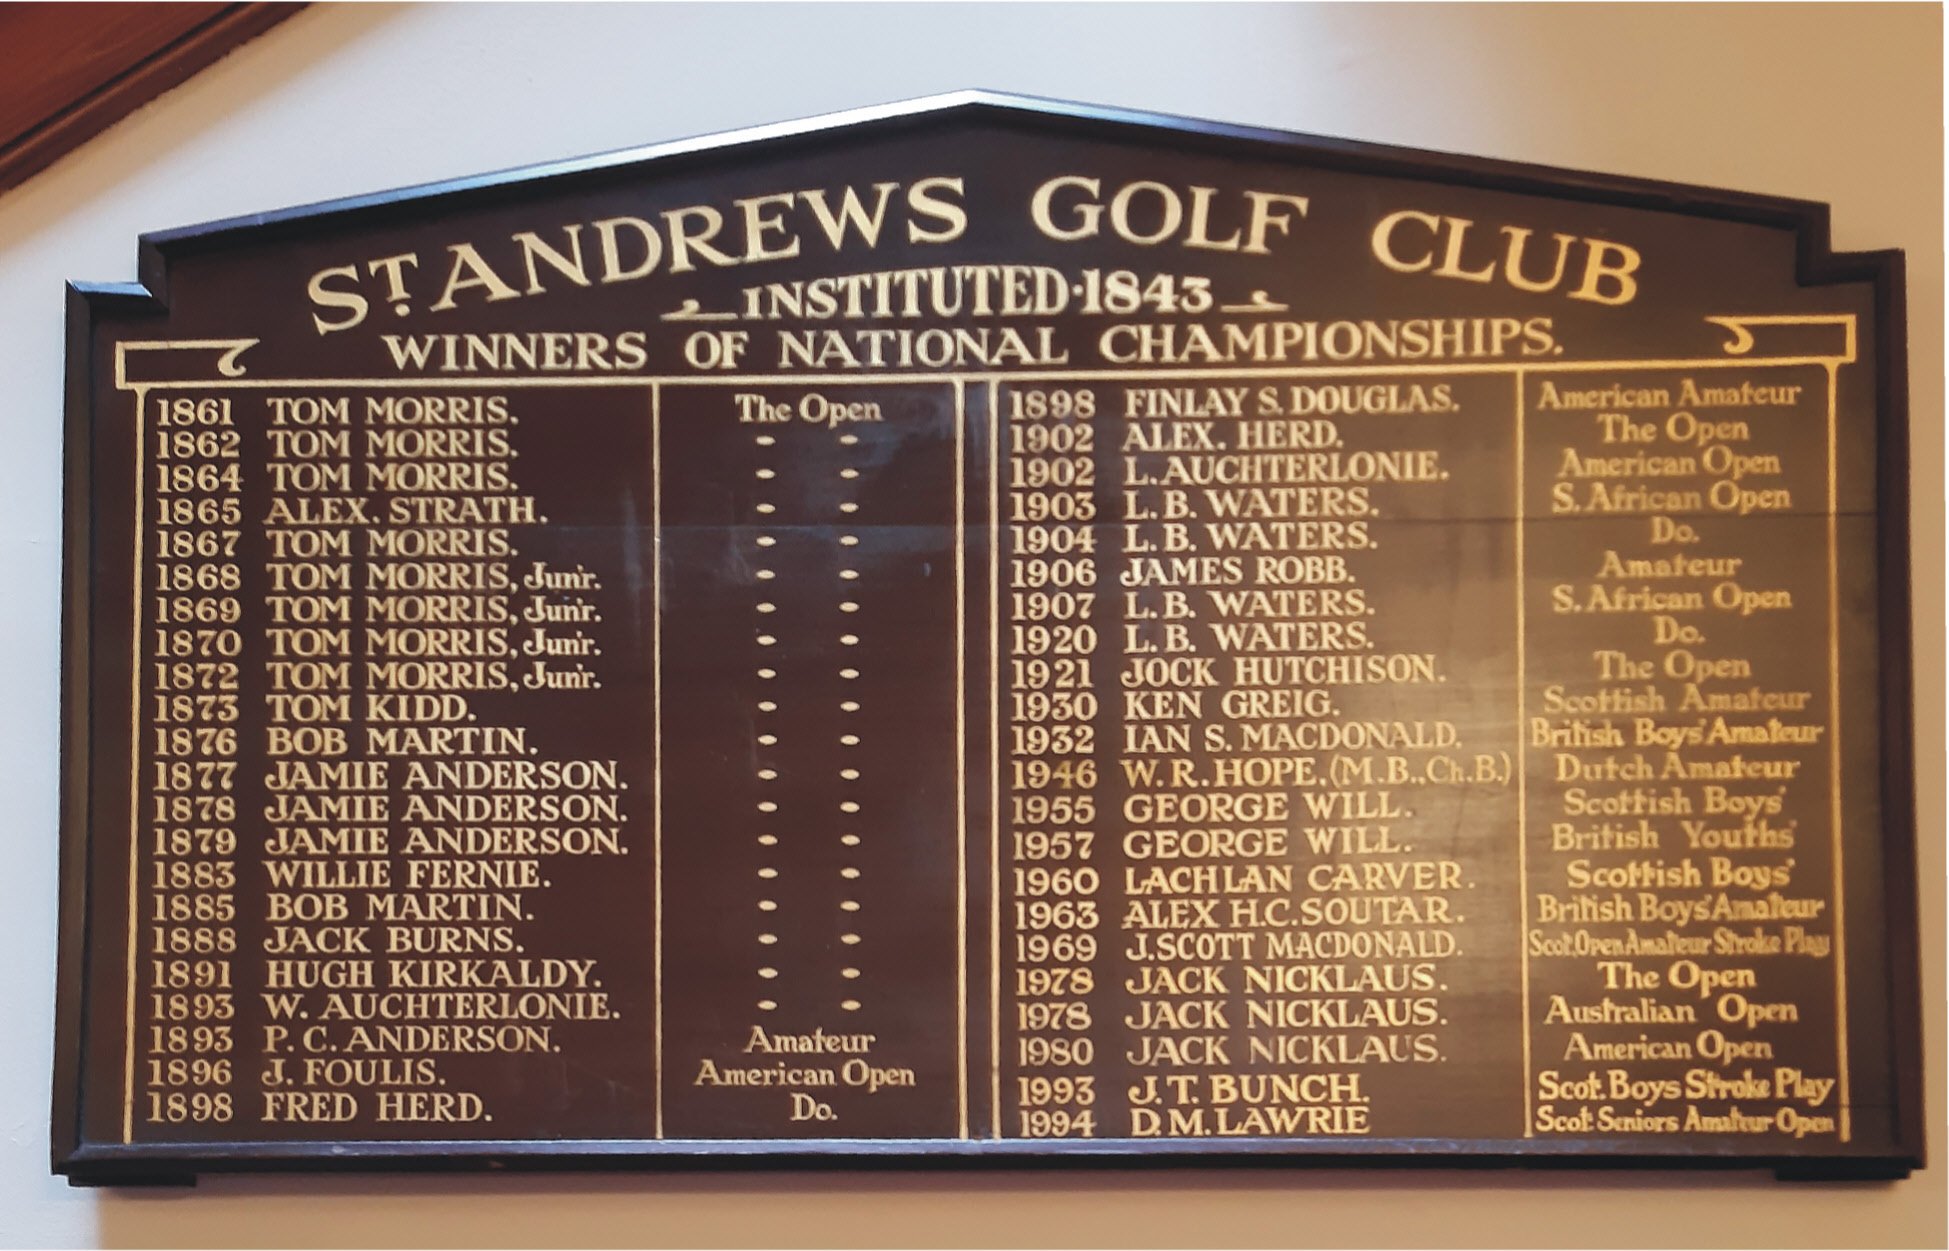 ST. ANDREWS GOLF CLUB
INSTITUTED·1843
WINNERS OF NATIONAL CHAMPIONSHIPS.
1861 TOM MORRIS. The Open
1862 TOM MORRIS. " "
1864 TOM MORRIS. " "
1865 ALEX. STRATH. " "
1867 TOM MORRIS. " "
1868 TOM MORRIS, Jun'r. " "
1869 TOM MORRIS, Jun'r. " "
1870 TOM MORRIS, Jun'r. " "
1872 TOM MORRIS, Jun'r. " "
1873 TOM KIDD. " "
1876 BOB MARTIN. " "
1877 JAMIE ANDERSON. " "
1878 JAMIE ANDERSON. " "
1879 JAMIE ANDERSON. " "
1883 WILLIE FERNIE. " "
1885 BOB MARTIN. " "
1888 JACK BURNS. " "
1891 HUGH KIRKALDY. " "
1893 W. AUCHTERLONIE. " "
1893 P. C. ANDERSON. Amateur
1896 J. FOULIS. American Open
1898 FRED HERD. Do.
1898 FINLAY S. DOUGLAS. American Amateur
1902 ALEX. HERD. The Open
1902 L. AUCHTERLONIE. American Open
1903 L. B. WATERS. S. African Open
1904 L. B. WATERS. Do.
1906 JAMES ROBB. Amateur
1907 L. B. WATERS. S. African Open
1920 L. B. WATERS. Do.
1921 JOCK HUTCHISON. The Open
1930 KEN GREIG. Scottish Amateur
1932 IAN S. MACDONALD. British Boys' Amateur
1946 W. R. HOPE. (M.B., Ch.B.) Dutch Amateur
1955 GEORGE WILL. Scottish Boys'
1957 GEORGE WILL. British Youths'
1960 LACHLAN CARVER. Scottish Boys'
1963 ALEX H.C. SOUTAR. British Boys' Amateur
1969 J. SCOTT MACDONALD. Scot. Open Amateur Stroke Play
1978 JACK NICKLAUS. The Open
1978 JACK NICKLAUS. Australian Open
1980 JACK NICKLAUS. American Open
1993 J. T. BUNCH. Scot. Boys Stroke Play
1994 D. M. LAWRIE Scot. Seniors Amateur Open